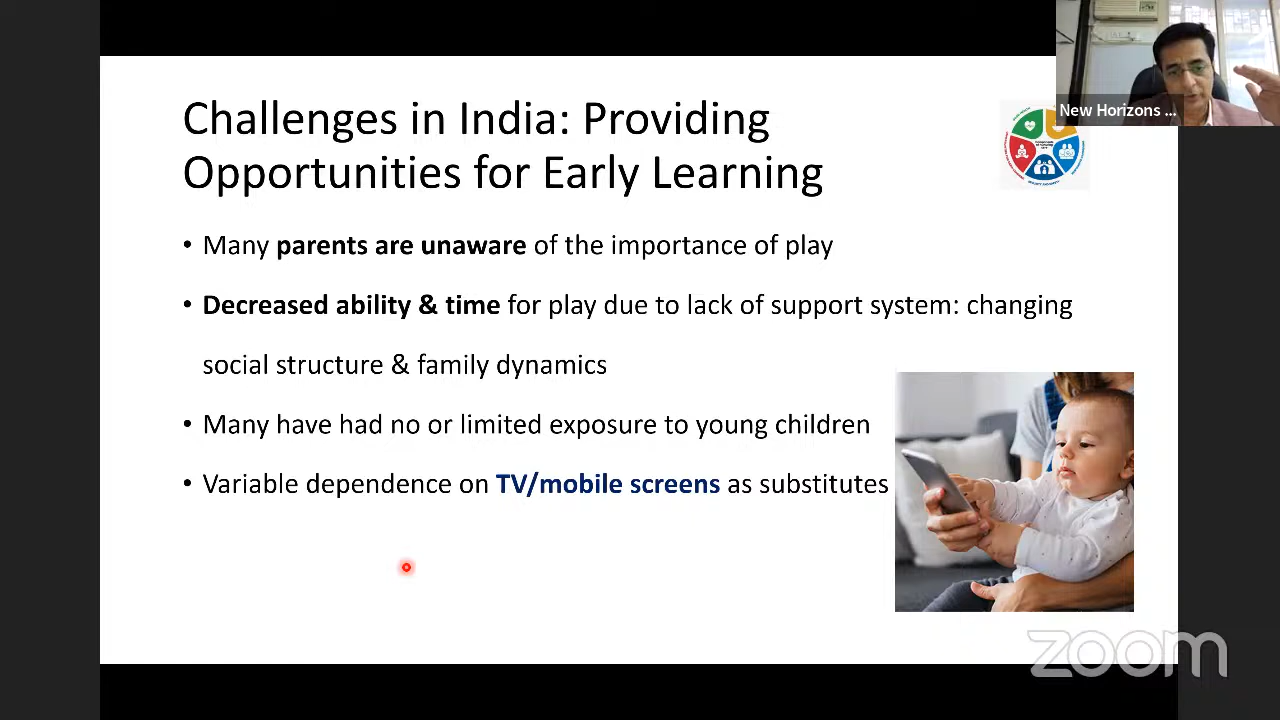 Challenges in India: Providing
Opportunities for Early Learning
New Horizons ...
• Many parents are unaware of the importance of play
• Decreased ability & time for play due to lack of support system: changing
social structure & family dynamics
• Many have had no or limited exposure to young children
• Variable dependence on TV/mobile screens as substitutes
zoom